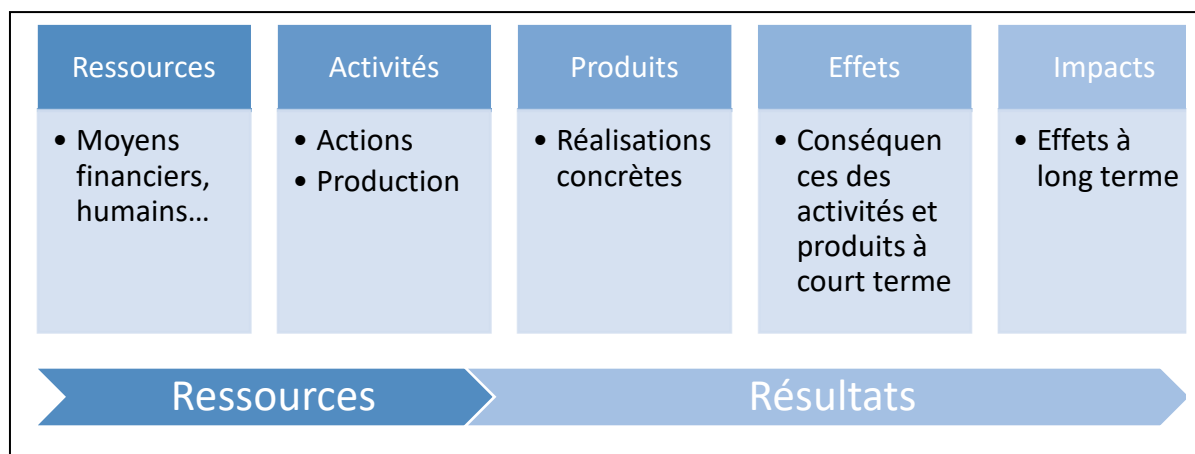 Ressources
• Moyens
financiers,
humains…
Activités
• Actions
• Production
Produits
• Réalisations
concrètes
Effets
• Conséquen
ces des
activités et
produits à
court terme
Impacts
• Effets à
long terme
Ressources
Résultats